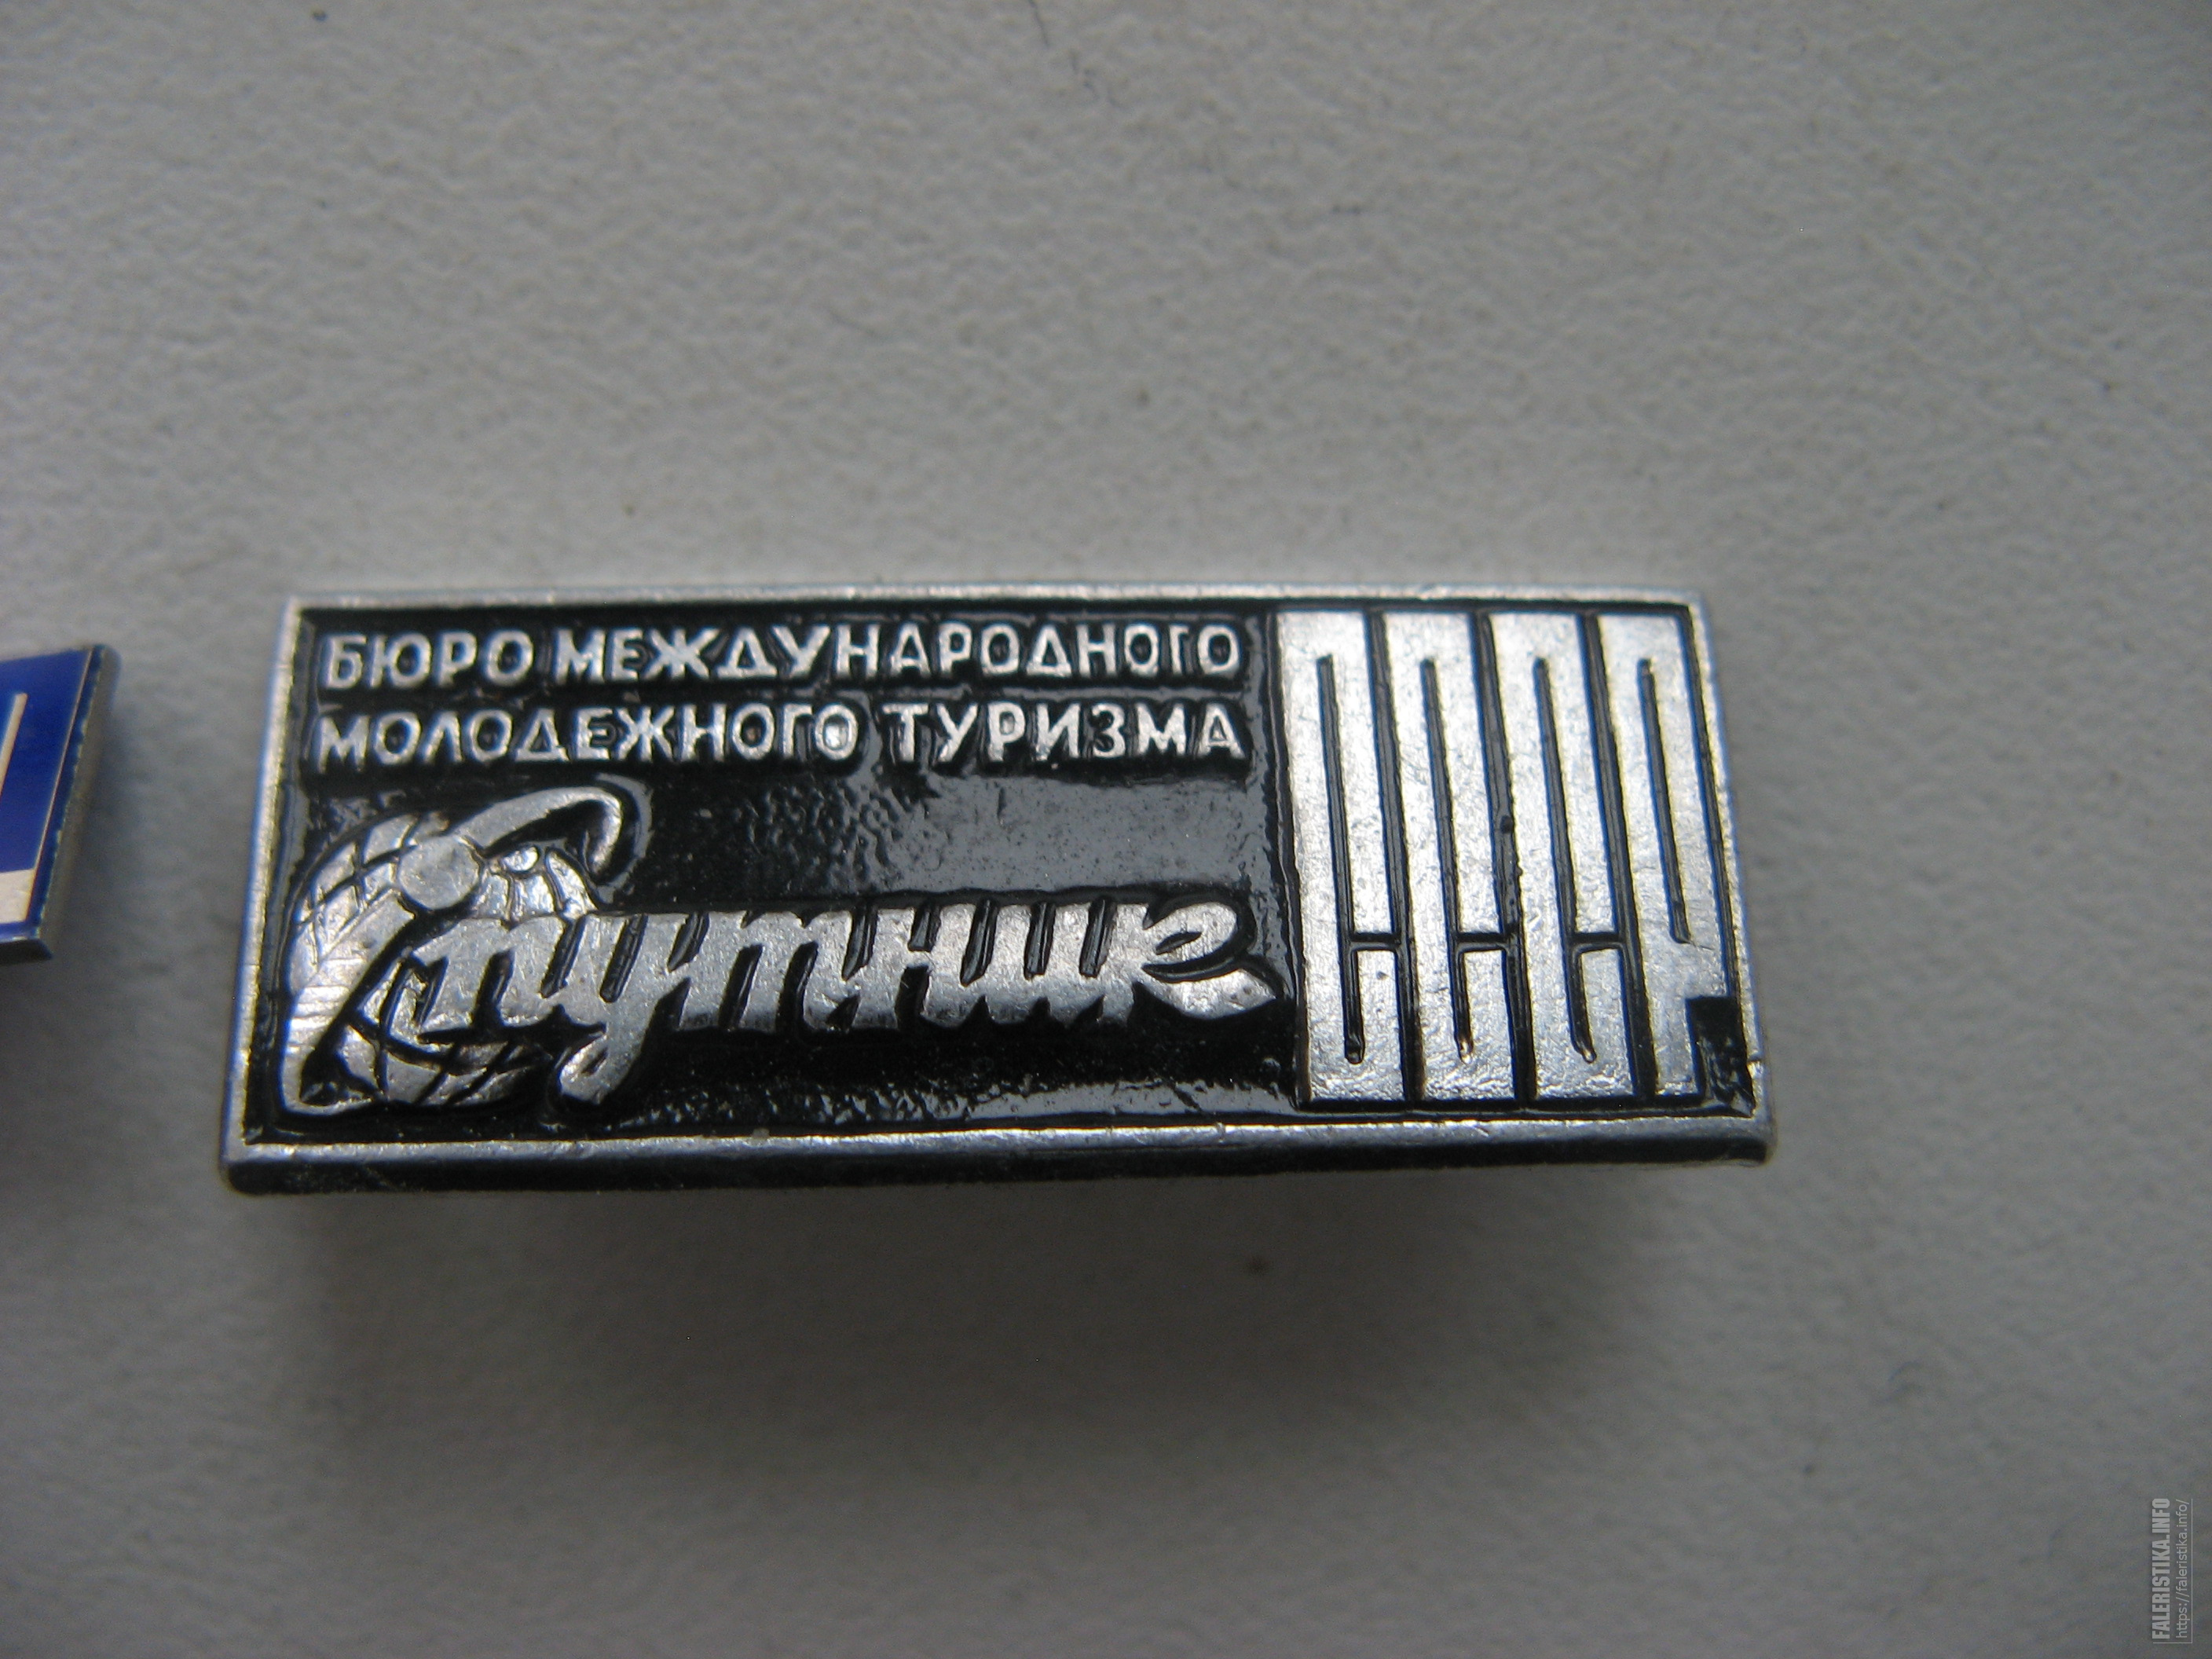 БЮРО МЕЖДУНАРОДНОГО
МОЛОДЕЖНОГО ТУРИЗМА
Спутник
СССР
FALERISTIKA.INFO
https://faleristika.info/